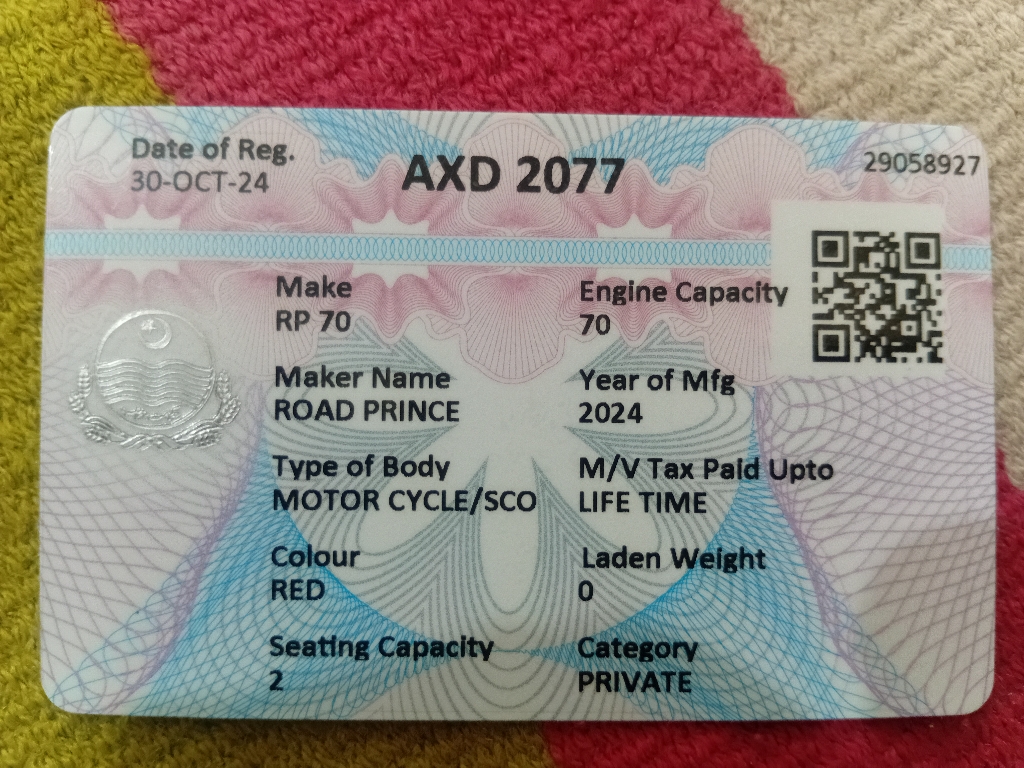 Date of Reg.
30-OCT-24
AXD 2077
29058927
Make
RP 70
Engine Capacity
70
Maker Name
ROAD PRINCE
Year of Mfg
2024
Type of Body
MOTOR CYCLE/SCO
M/V Tax Paid Upto
LIFE TIME
Colour
RED
Laden Weight
0
Seating Capacity
2
Category
PRIVATE